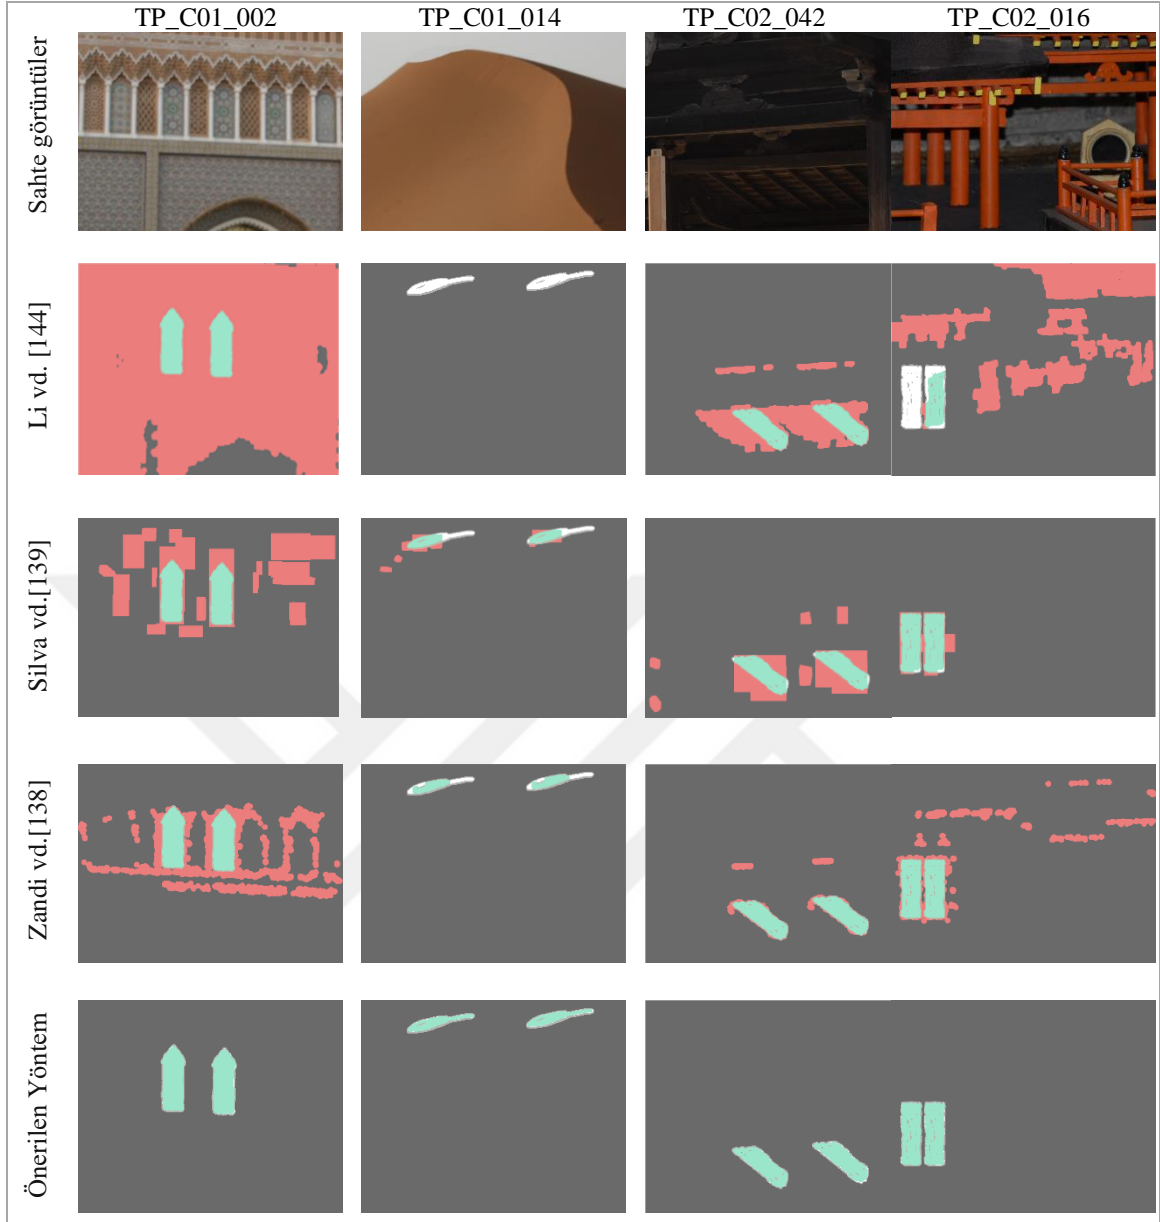 TP_C01_002 TP_C01_014 TP_C02_042 TP_C02_016
Sahte görüntüler
Li vd. [144]
Silva vd.[139]
Zandi vd.[138]
Önerilen Yöntem